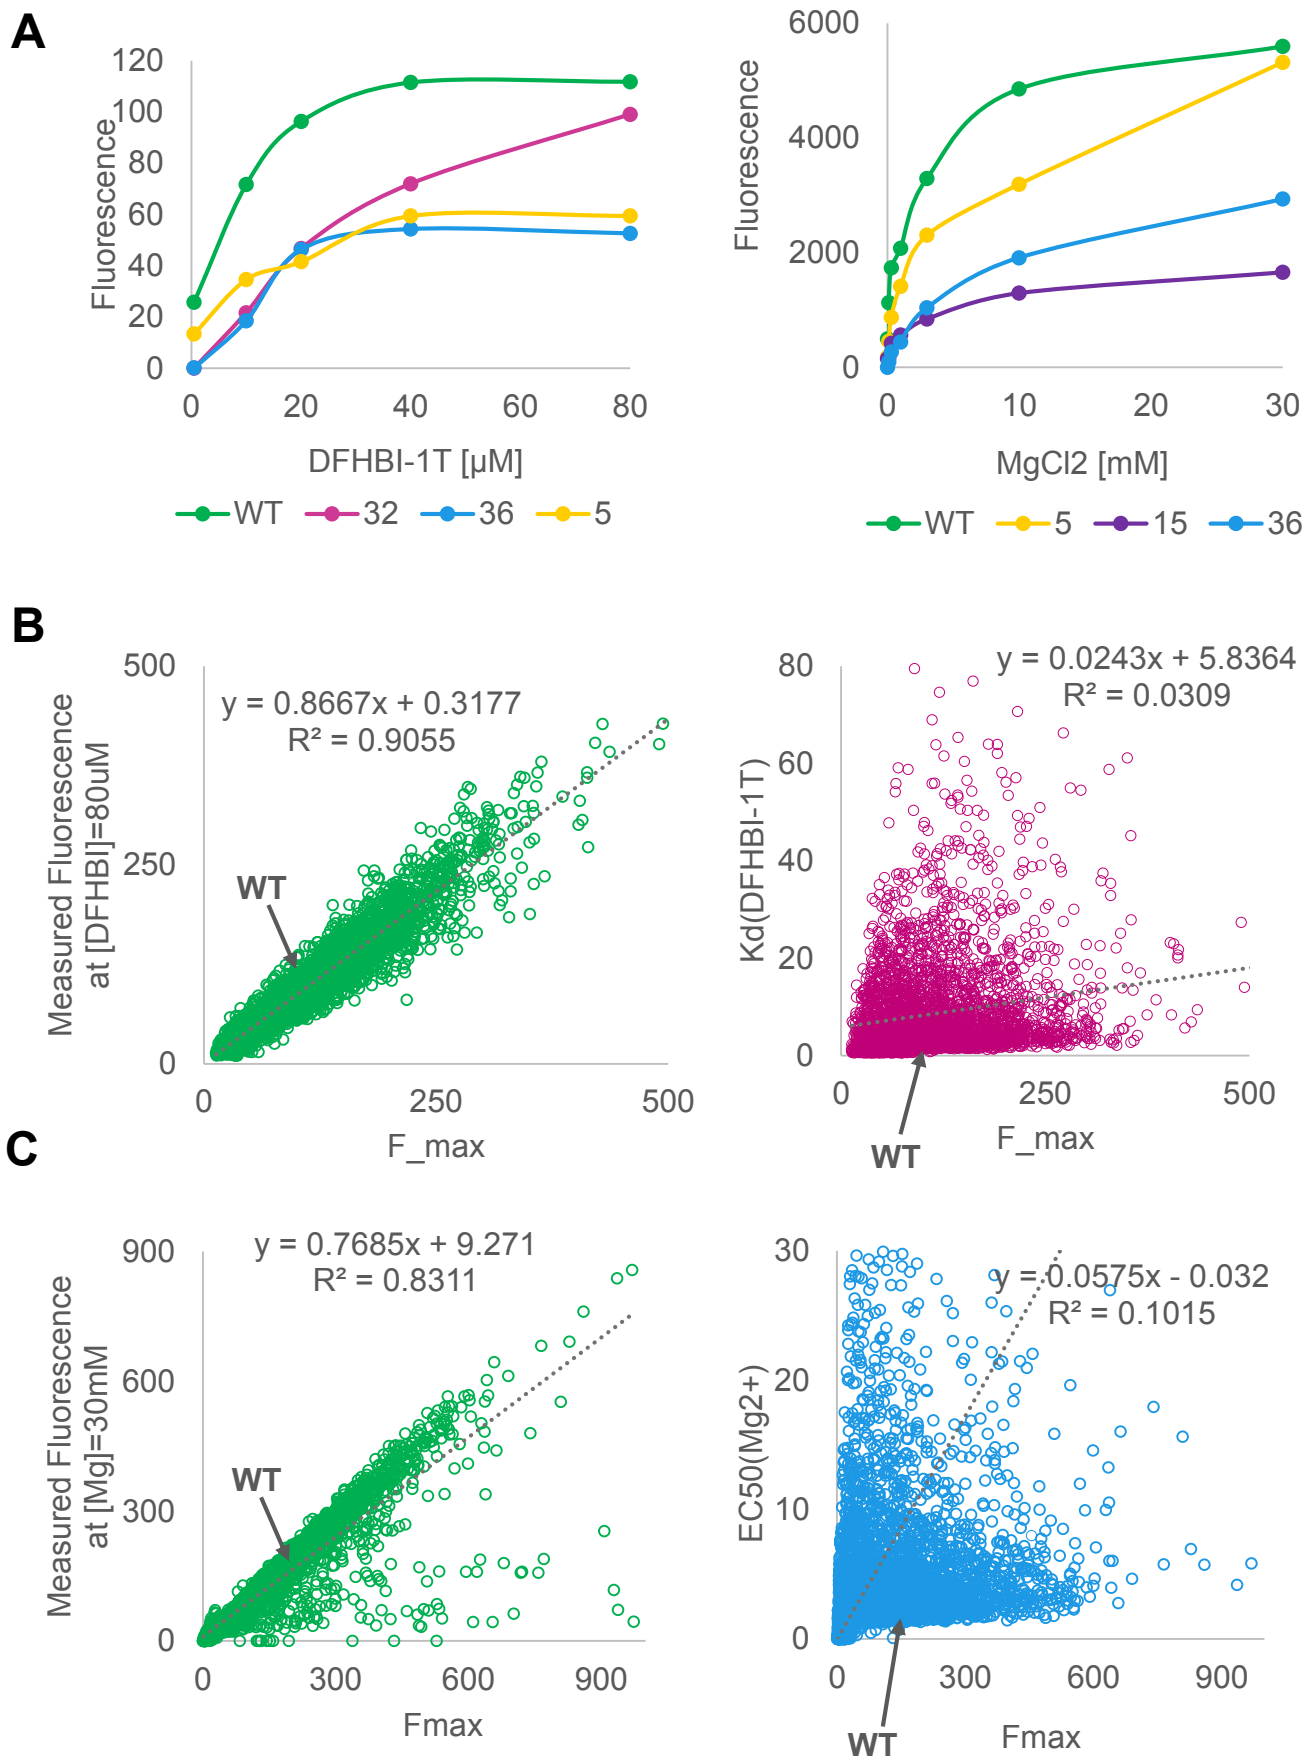 A
Fluorescence
120
100
80
60
40
20
0
0 20 40 60 80
DFHBI-1T [µM]
WT 32 36 5
Fluorescence
6000
4000
2000
0
0 10 20 30
MgCl2 [mM]
WT 5 15 36
B
Measured Fluorescence
at [DFHBI]=80uM
500
250
0
y = 0.8667x + 0.3177
R² = 0.9055
WT
0 250 500
F_max
Kd(DFHBI-1T)
80
60
40
20
0
y = 0.0243x + 5.8364
R² = 0.0309
0 250 500
WT
F_max
C
Measured Fluorescence
at [Mg]=30mM
900
600
300
0
y = 0.7685x + 9.271
R² = 0.8311
WT
0 300 600 900
Fmax
EC50(Mg2+)
30
20
10
0
y = 0.0575x - 0.032
R² = 0.1015
0 300 600 900
WT
Fmax